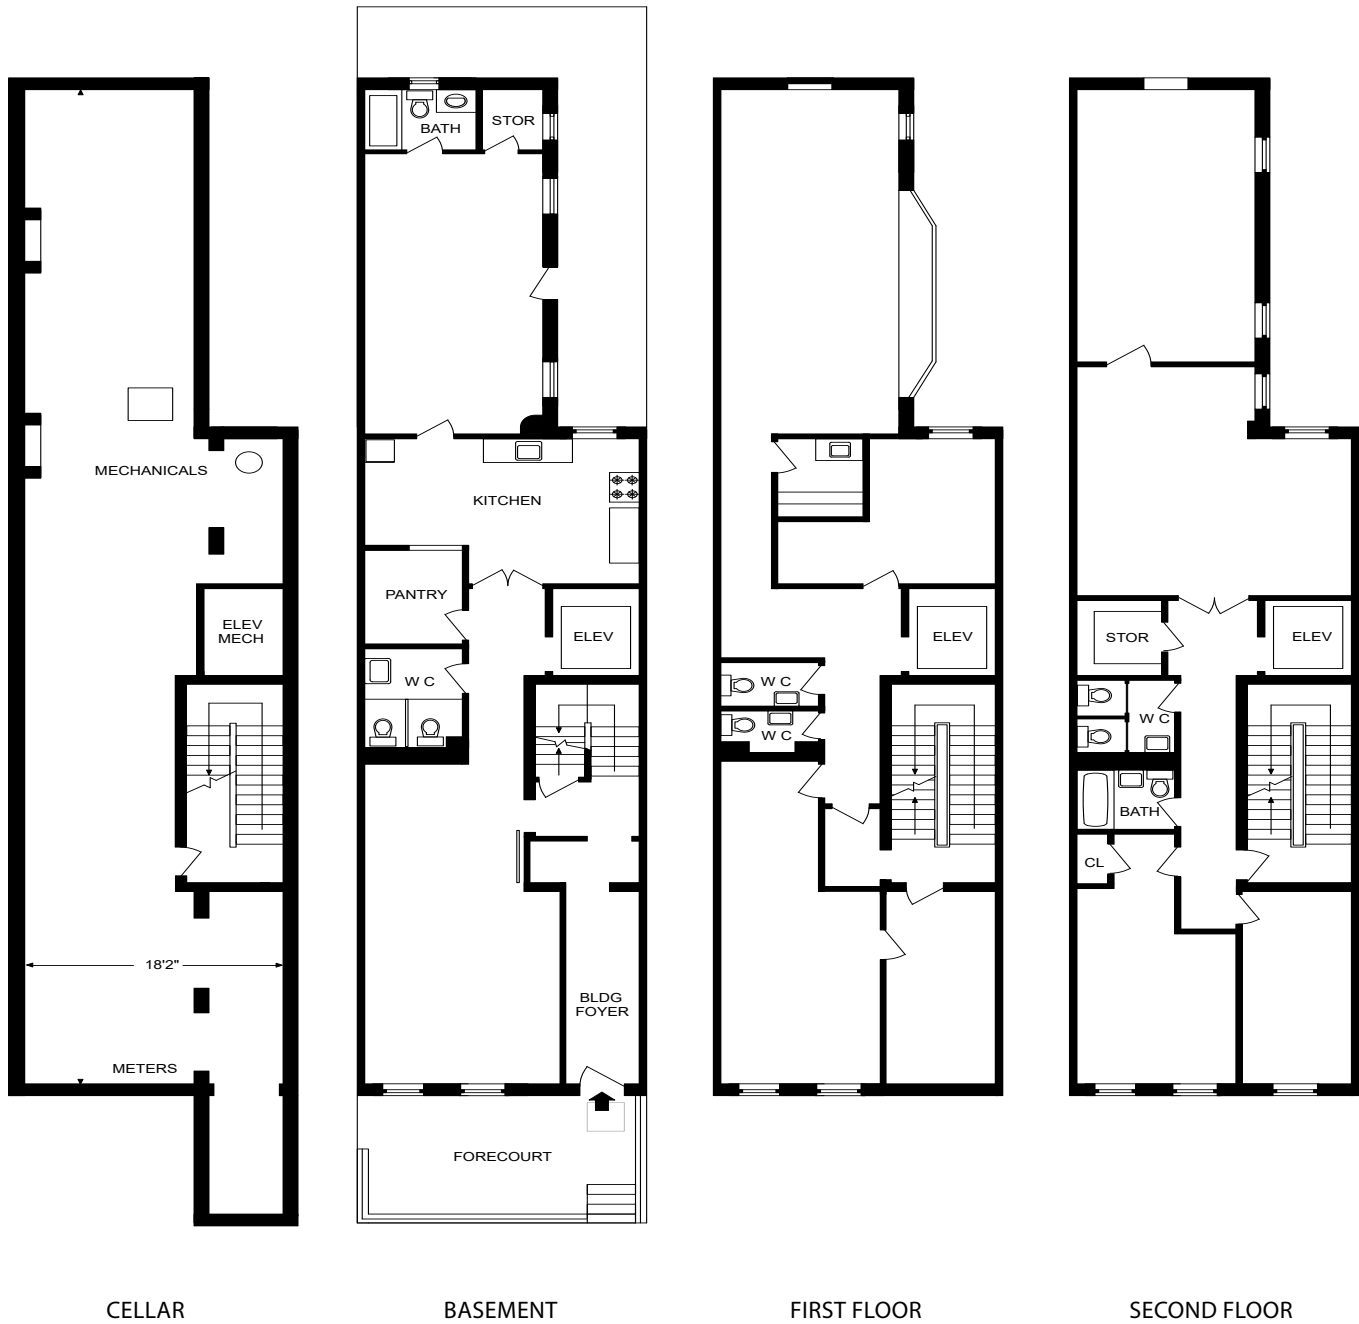 MECHANICALS
ELEV
MECH
18'2"
METERS
CELLAR
BATH
STOR
KITCHEN
PANTRY
ELEV
W C
BLDG
FOYER
FORECOURT
BASEMENT
ELEV
W C
W C
FIRST FLOOR
STOR
ELEV
W C
BATH
CL
SECOND FLOOR